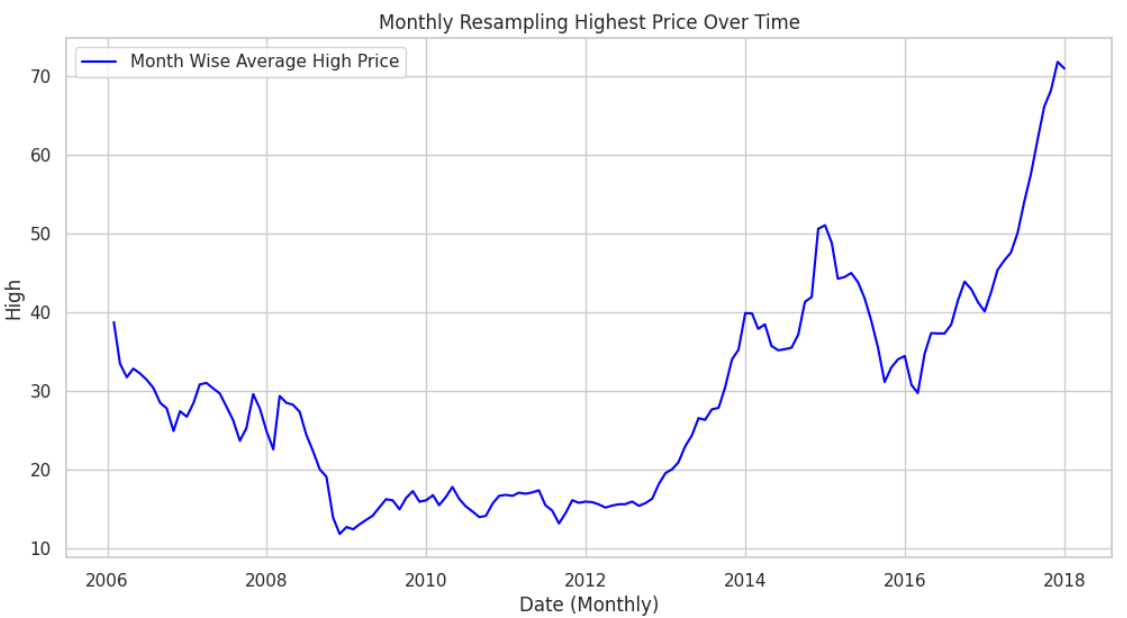 Monthly Resampling Highest Price Over Time
Month Wise Average High Price
70
60
50
40
30
20
10
High
2006 2008 2010 2012 2014 2016 2018
Date (Monthly)